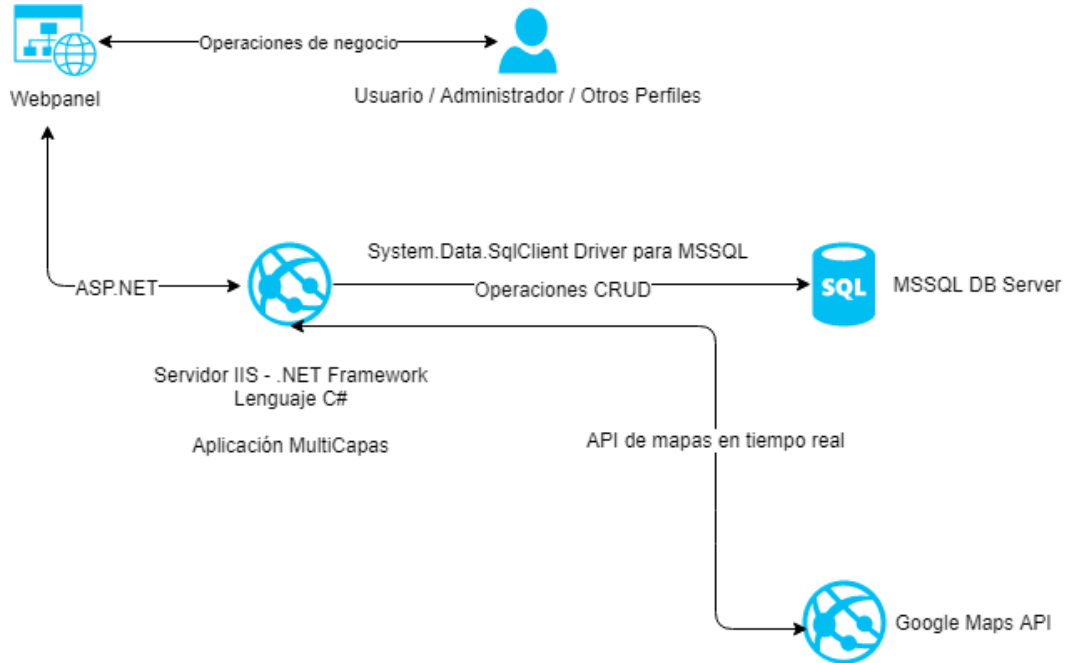 Operaciones de negocio
Webpanel
Usuario / Administrador / Otros Perfiles
System.Data.SqlClient Driver para MSSQL
ASP.NET
Operaciones CRUD
SQL
MSSQL DB Server
Servidor IIS - .NET Framework
Lenguaje C#
Aplicación MultiCapas
API de mapas en tiempo real
Google Maps API